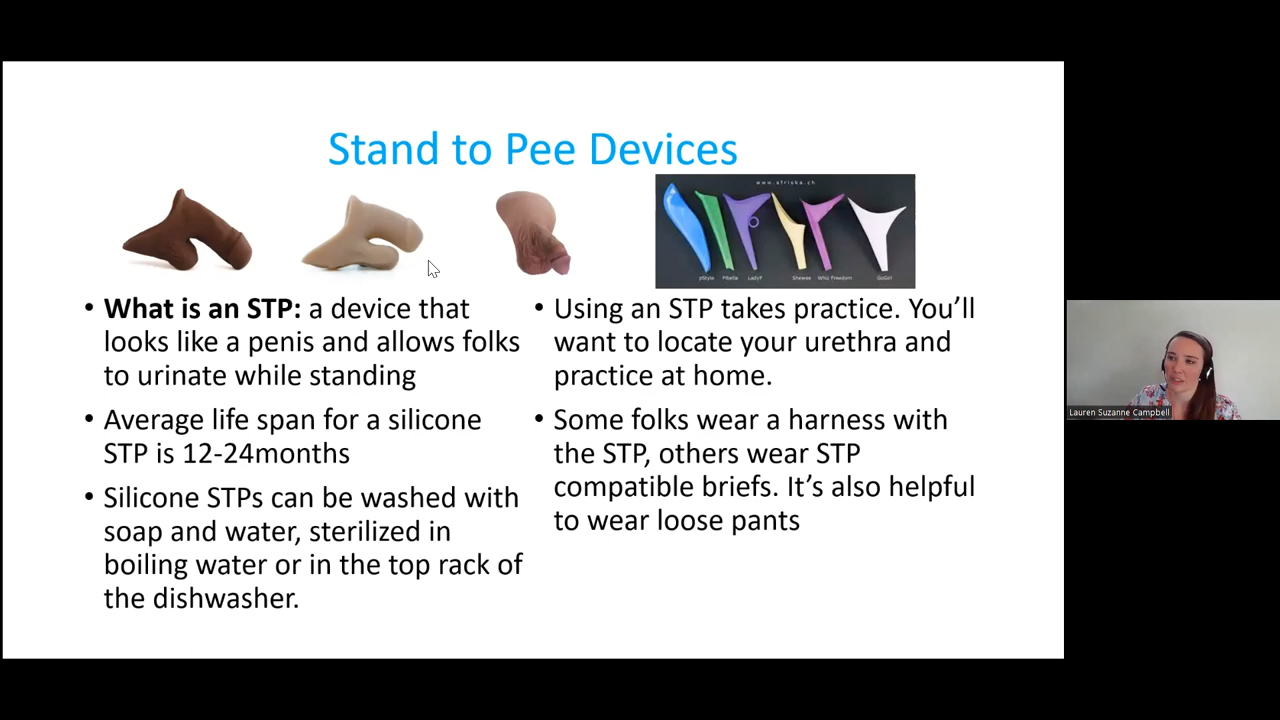 Stand to Pee Devices
www.afriska.ch
pStyle Pibella LadyP Shewee Whiz Freedom GoGirl
• What is an STP: a device that
looks like a penis and allows folks
to urinate while standing
• Average life span for a silicone
STP is 12-24months
• Silicone STPs can be washed with
soap and water, sterilized in
boiling water or in the top rack of
the dishwasher.
• Using an STP takes practice. You’ll
want to locate your urethra and
practice at home.
• Some folks wear a harness with
the STP, others wear STP
compatible briefs. It’s also helpful
to wear loose pants
Lauren Suzanne Campbell